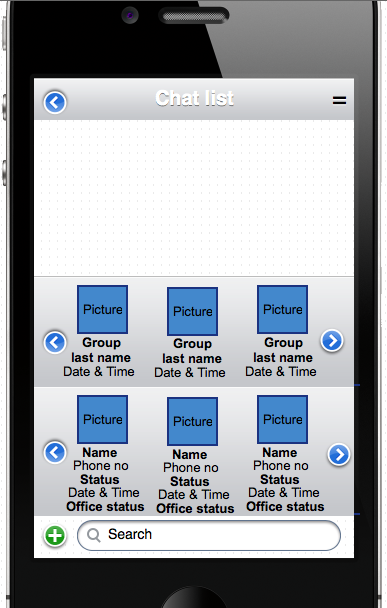 Chat list
Picture Picture Picture
Group Group Group
last name last name last name
Date & Time Date & Time Date & Time
Picture Picture Picture
Name Name Name
Phone no Phone no Phone no
Status Status Status
Date & Time Date & Time Date & Time
Office status Office status Office status
Search